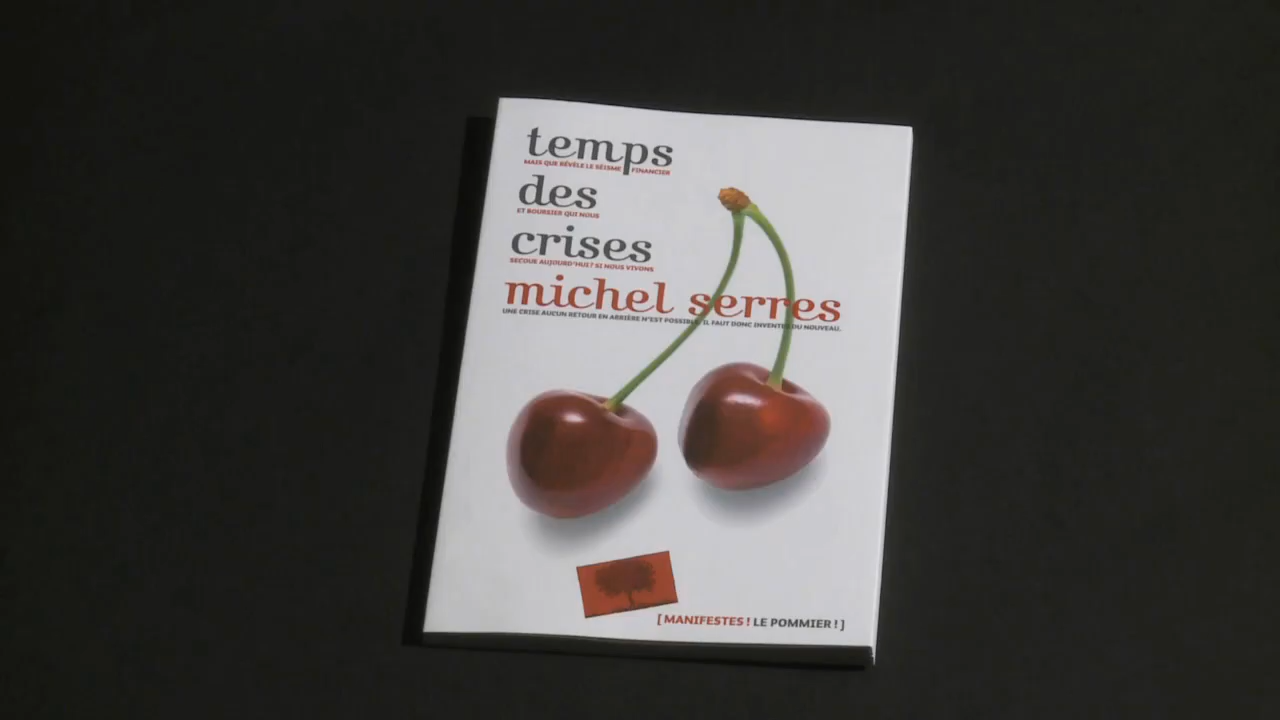 temps
MAIS QUE RÉVÈLE LE SÉISME FINANCIER
des
ET BOURSIER QUI NOUS
crises
SECOUE AUJOURD'HUI? SI NOUS VIVONS
michel serres
UNE CRISE AUCUN RETOUR EN ARRIÈRE N'EST POSSIBLE, IL FAUT DONC INVENTER DU NOUVEAU.
[ MANIFESTES ! LE POMMIER ! ]